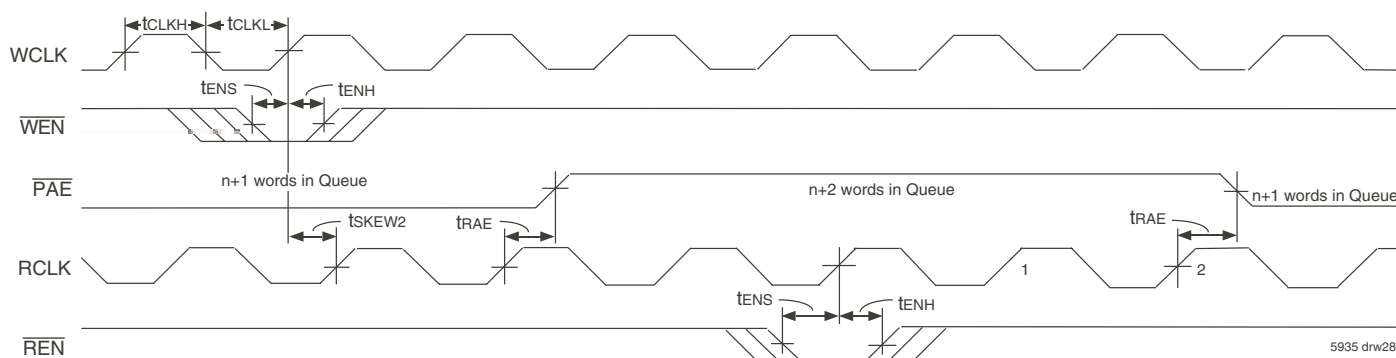 tCLKH tCLKL
WCLK
tENS tENH
WEN
PAE n+1 words in Queue n+2 words in Queue n+1 words in Queue
tSKEW2 tRAE tRAE
RCLK 1 2
tENS tENH
REN
5935 drw28